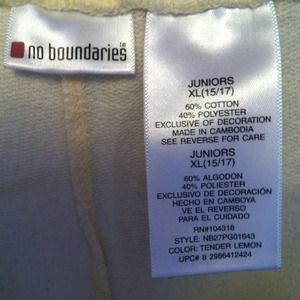 no boundaries™
JUNIORS
XL(15/17)
60% COTTON
40% POLYESTER
EXCLUSIVE OF DECORATION
MADE IN CAMBODIA
SEE REVERSE FOR CARE
JUNIORS
XL(15/17)
60% ALGODON
40% POLIESTER
EXCLUSIVO DE DECORACIÓN
HECHO EN CAMBOYA
VE EL REVERSO
PARA EL CUIDADO
RN#104318
STYLE: NB27PG01643
COLOR: TENDER LEMON
UPC# 8 2986412424